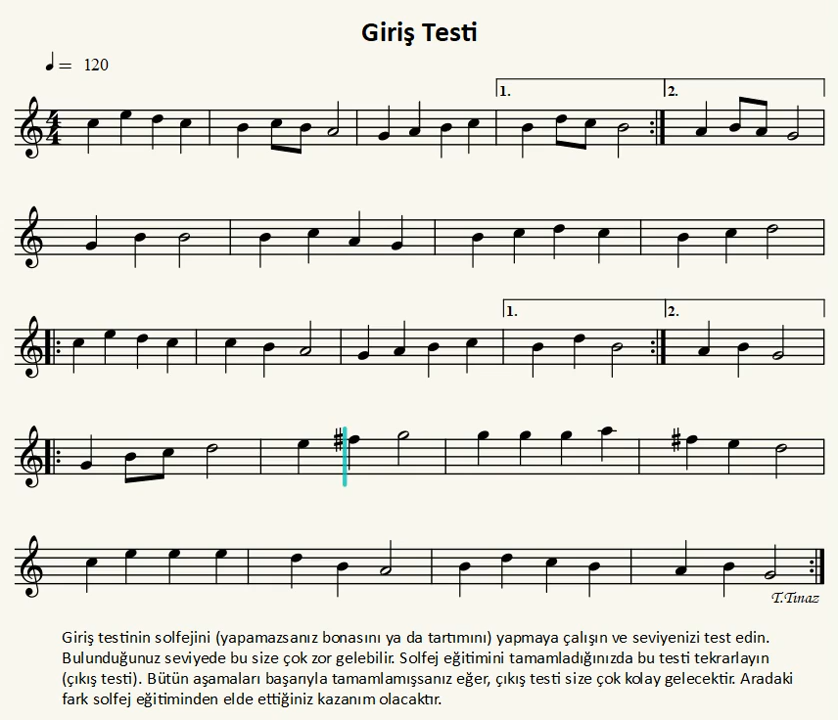 Giriş Testi
♩ = 120
1.
2.
1.
2.
T.Tınaz
Giriş testinin solfejini (yapamazsanız bonasını ya da tartımını) yapmaya çalışın ve seviyenizi test edin.
Bulunduğunuz seviyede bu size çok zor gelebilir. Solfej eğitimini tamamladığınızda bu testi tekrarlayın
(çıkış testi). Bütün aşamaları başarıyla tamamlamışsanız eğer, çıkış testi size çok kolay gelecektir. Aradaki
fark solfej eğitiminden elde ettiğiniz kazanım olacaktır.